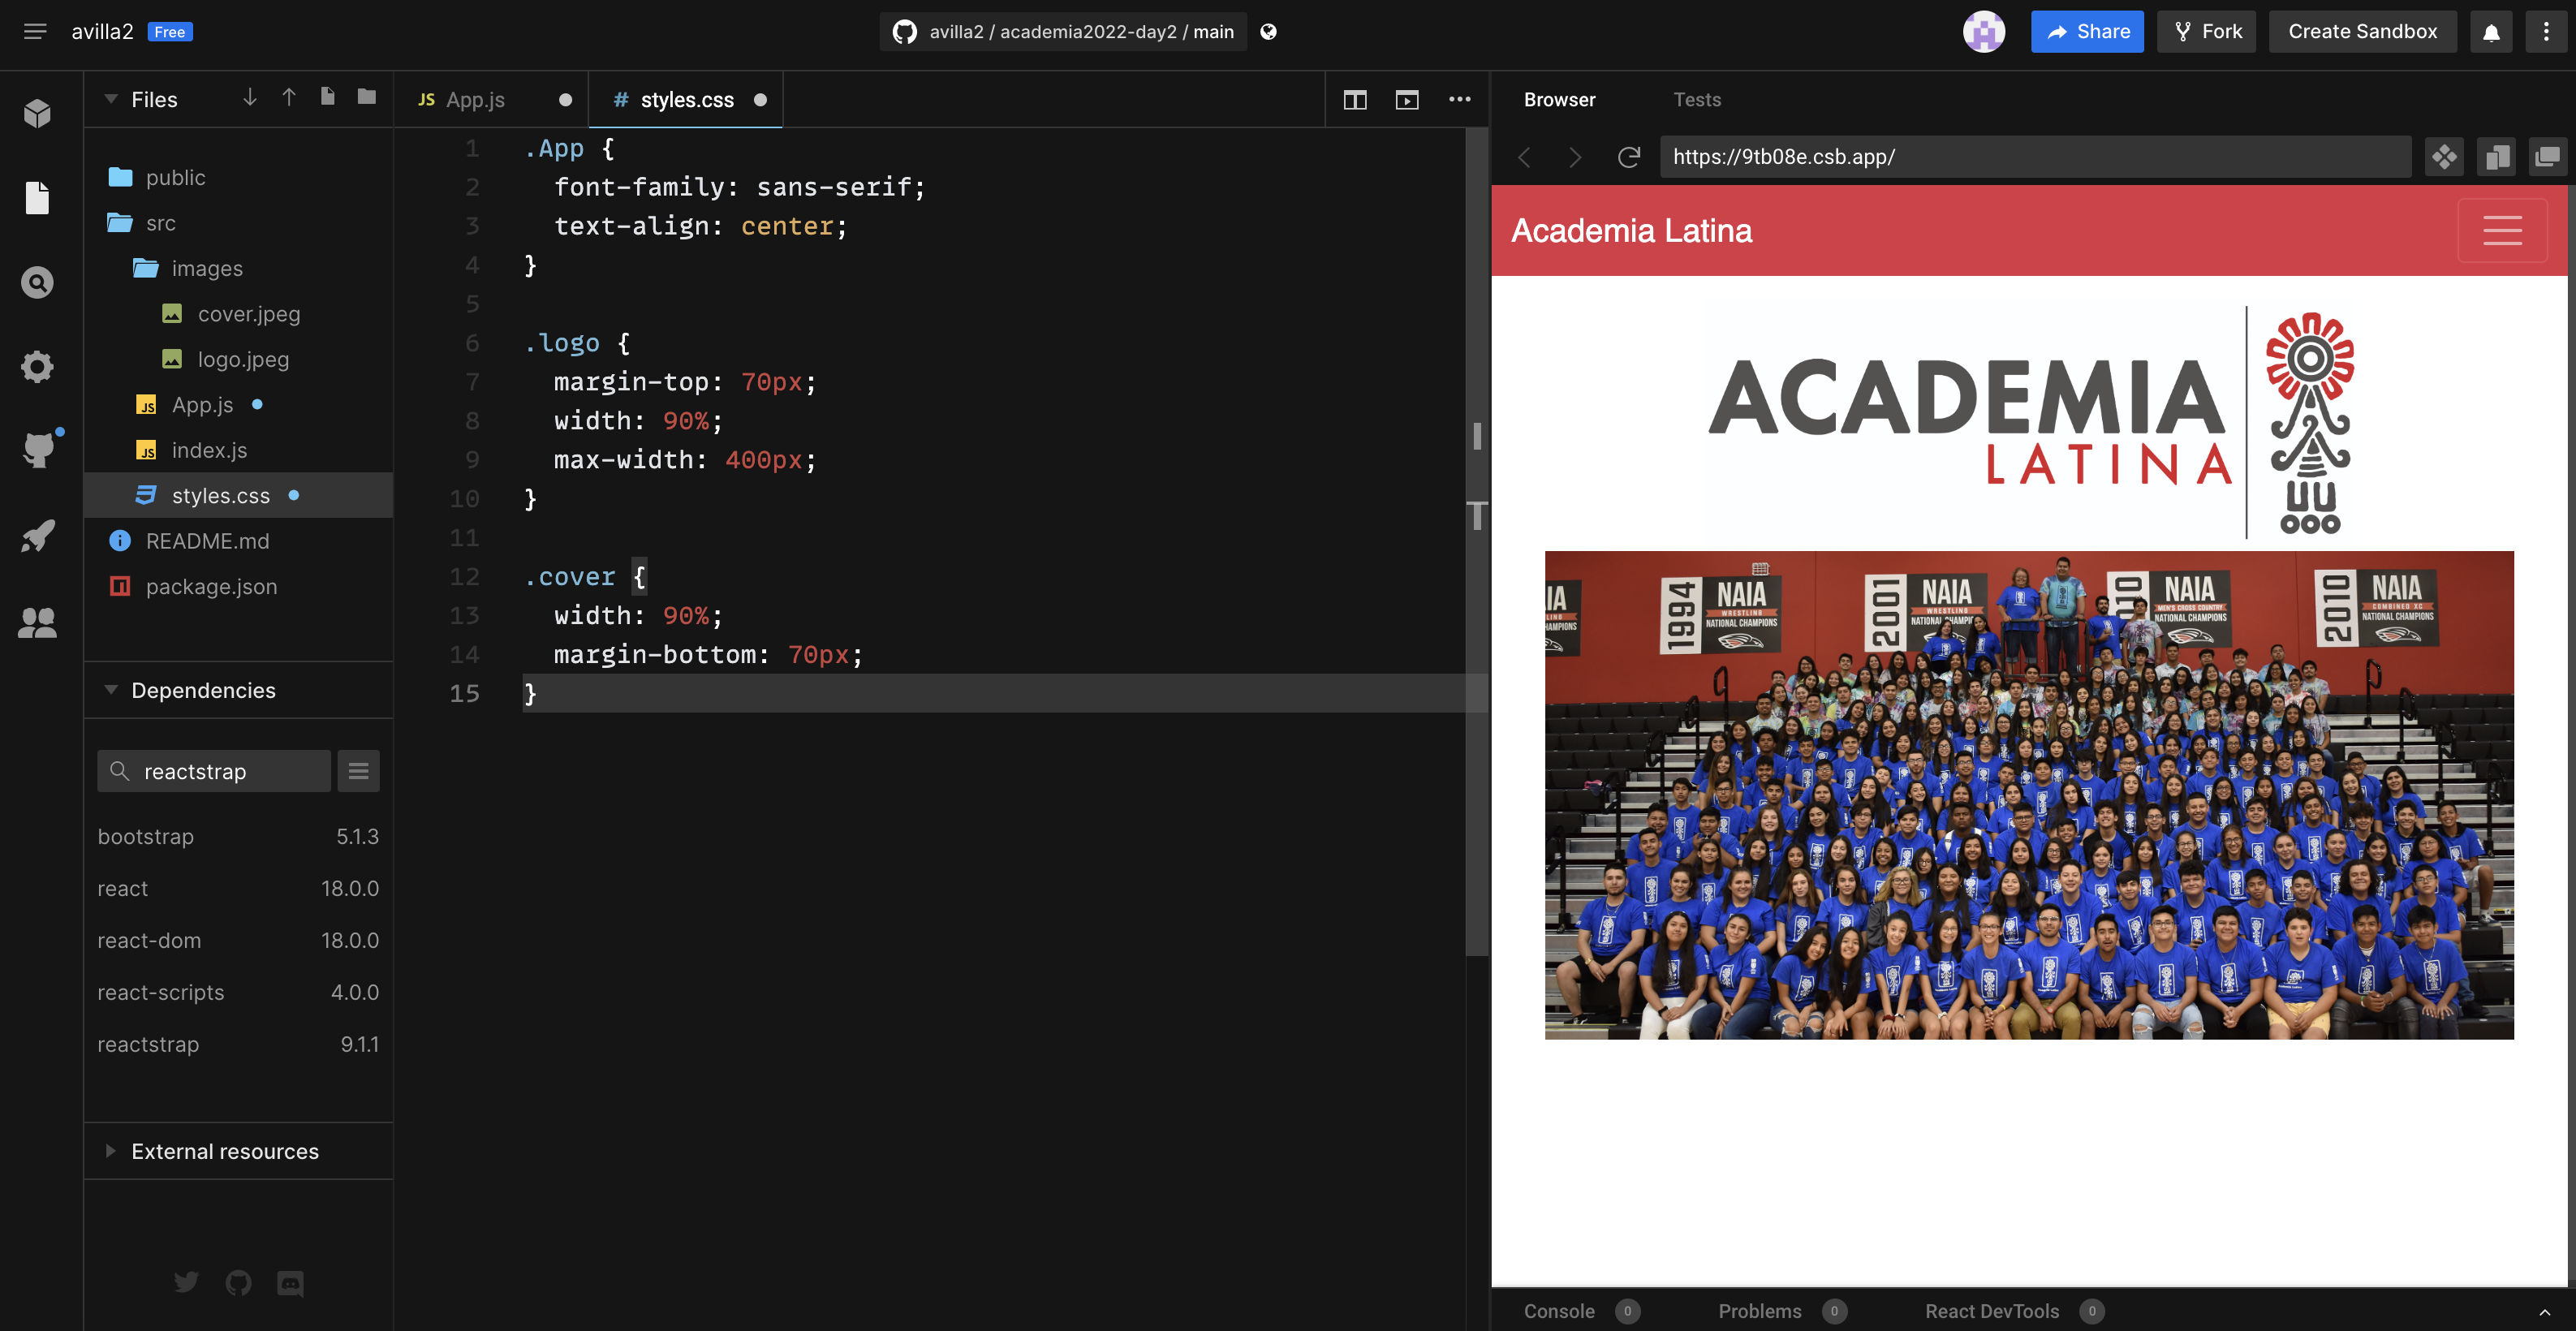 avilla2 Free
avilla2 / academia2022-day2 / main
Share
Fork
Create Sandbox
Files
public
src
images
cover.jpeg
logo.jpeg
JS App.js
JS index.js
styles.css
README.md
package.json
Dependencies
reactstrap
bootstrap 5.1.3
react 18.0.0
react-dom 18.0.0
react-scripts 4.0.0
reactstrap 9.1.1
External resources
JS App.js
# styles.css
1 .App {
2 font-family: sans-serif;
3 text-align: center;
4 }
5
6 .logo {
7 margin-top: 70px;
8 width: 90%;
9 max-width: 400px;
10 }
11
12 .cover {
13 width: 90%;
14 margin-bottom: 70px;
15 }
Browser
Tests
https://9tb08e.csb.app/
Academia Latina
ACADEMIA
LATINA
1994 NAIA
WRESTLING
NATIONAL CHAMPIONS
2001 NAIA
WRESTLING
NAIA
MEN'S CROSS COUNTRY
NATIONAL CHAMPIONS
2010 NAIA
COMBINED XC
NATIONAL CHAMPIONS
Console 0
Problems 0
React DevTools 0